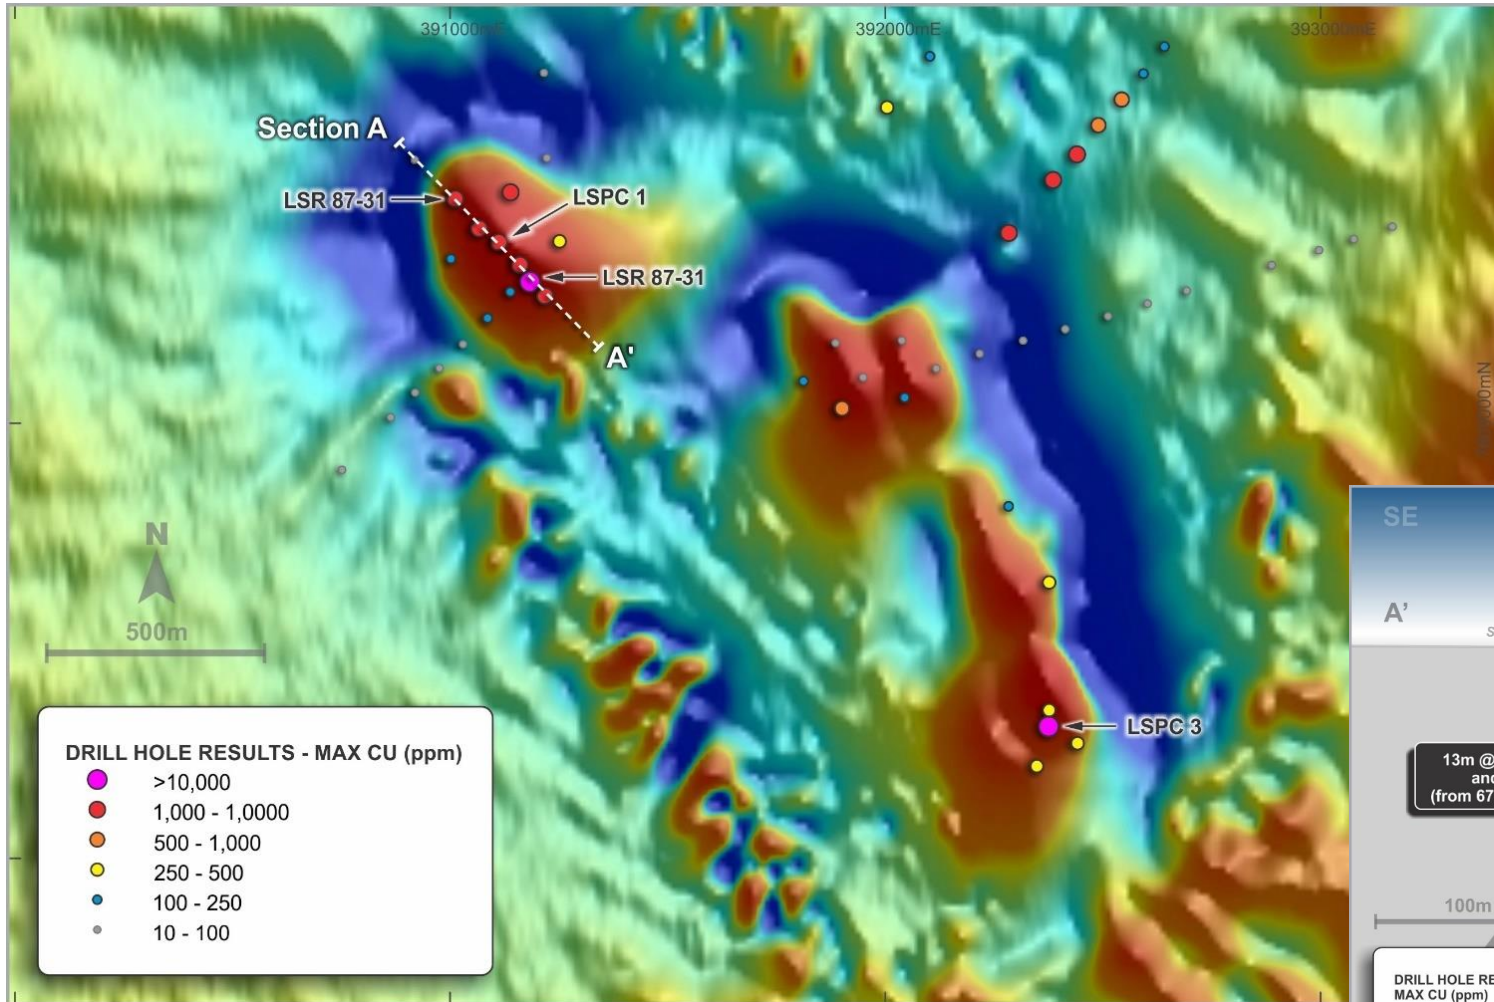 391000mE
392000mE
393000mE
Section A
LSR 87-31
LSPC 1
LSR 87-31
A'
N
500m
LSPC 3
DRILL HOLE RESULTS - MAX CU (ppm)
>10,000
1,000 - 1,0000
500 - 1,000
250 - 500
100 - 250
10 - 100
SE
A’
13m @
(from 67
100m
DRILL HOLE RE
MAX CU (ppm)